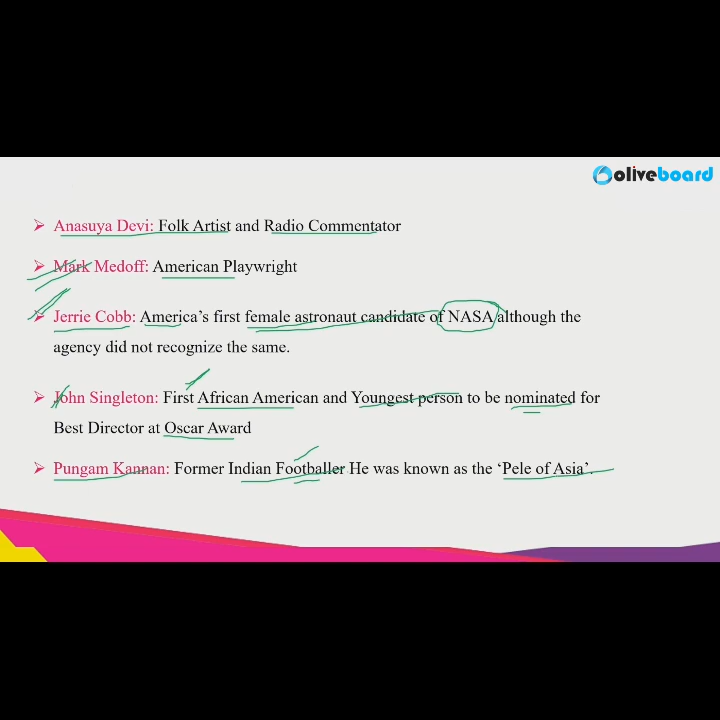 oliveboard
Anasuya Devi: Folk Artist and Radio Commentator
Mark Medoff: American Playwright
Jerrie Cobb: America's first female astronaut candidate of NASA although the
agency did not recognize the same.
John Singleton: First African American and Youngest person to be nominated for
Best Director at Oscar Award
Pungam Kannan: Former Indian Footballer He was known as the 'Pele of Asia'.